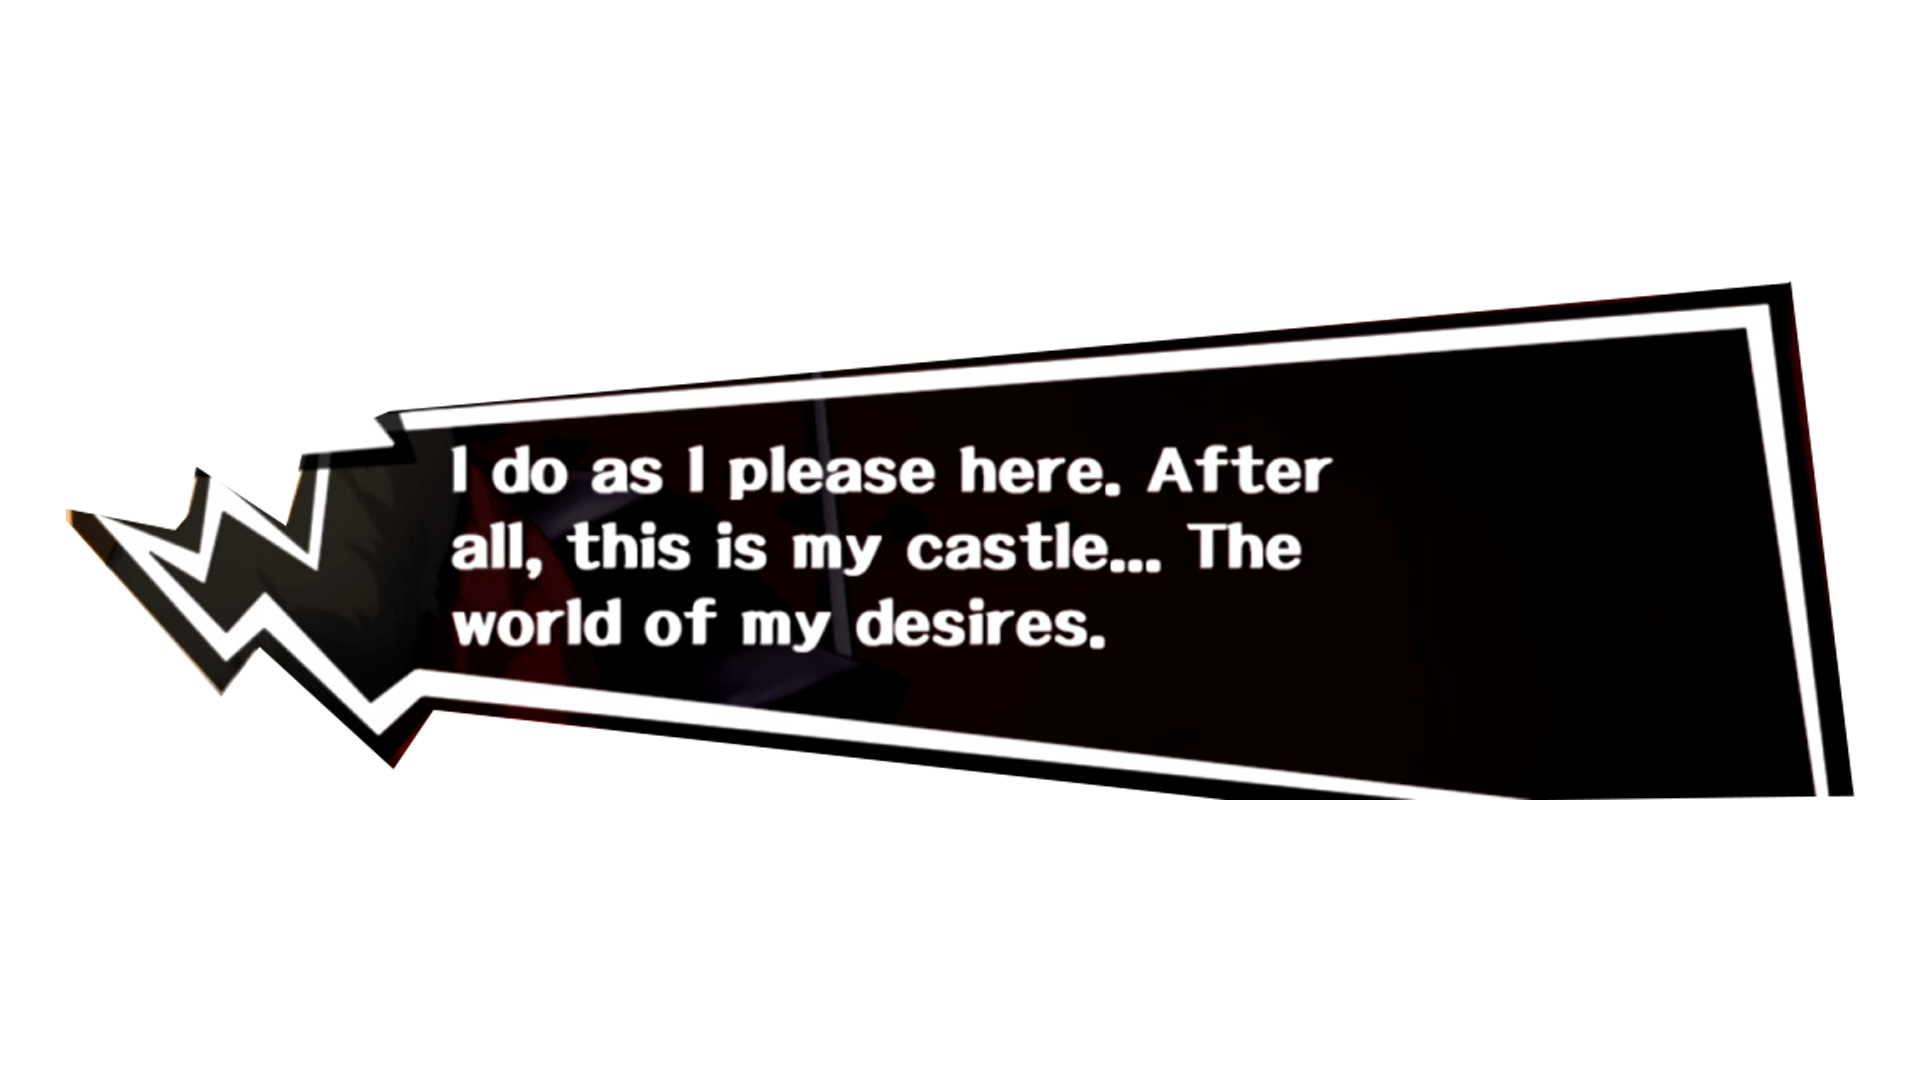 I do as I please here. After
all, this is my castle... The
world of my desires.